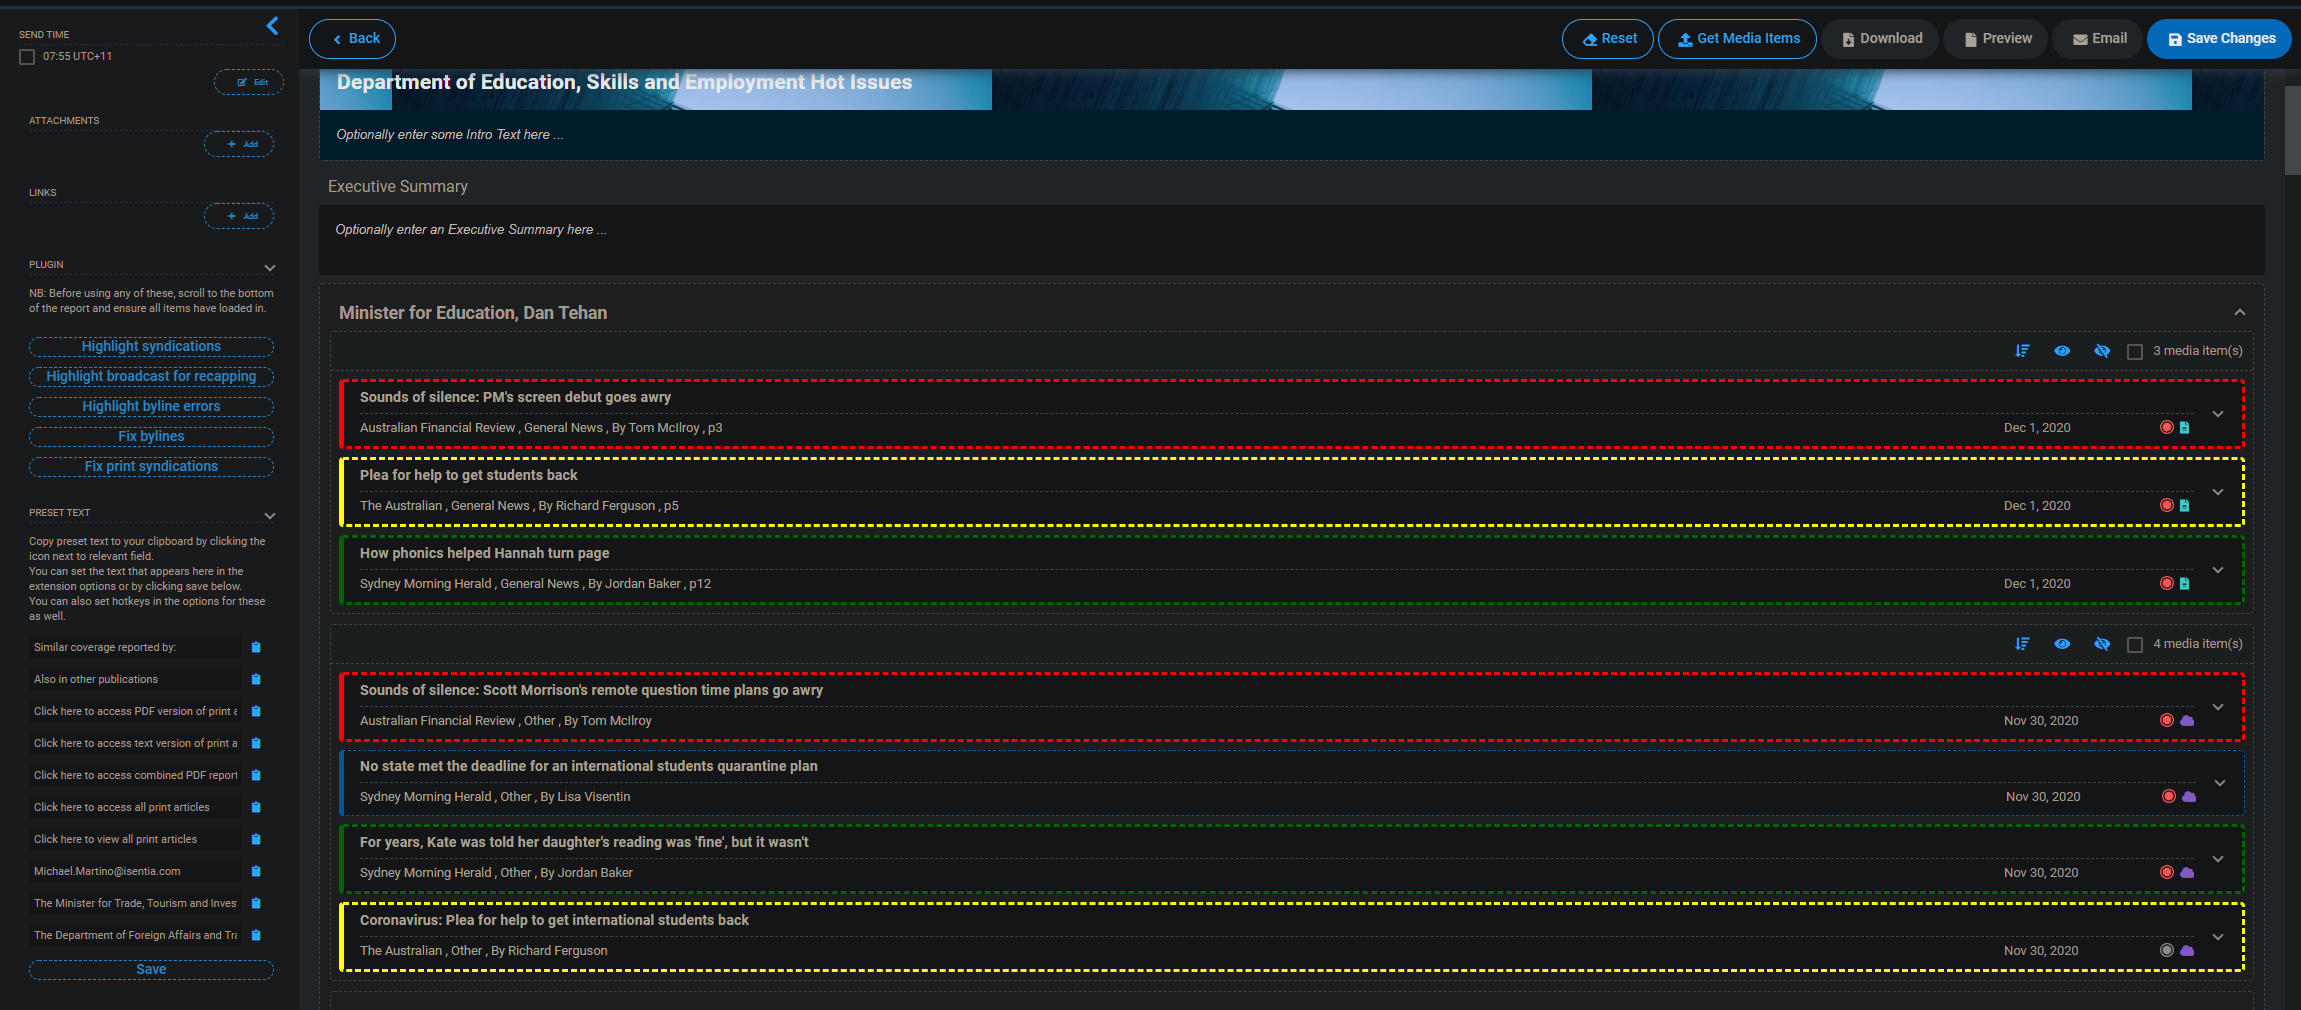 SEND TIME
07:55 UTC+11
Edit
ATTACHMENTS
Add
LINKS
Add
PLUGIN
NB: Before using any of these, scroll to the bottom
of the report and ensure all items have loaded in.
Highlight syndications
Highlight broadcast for recapping
Highlight byline errors
Fix bylines
Fix print syndications
PRESET TEXT
Copy preset text to your clipboard by clicking the
icon next to relevant field.
You can set the text that appears here in the
extension options or by clicking save below.
You can also set hotkeys in the options for these
as well.
Similar coverage reported by:
Also in other publications
Click here to access PDF version of print a
Click here to access text version of print a
Click here to access combined PDF report
Click here to access all print articles
Click here to view all print articles
Michael.Martino@isentia.com
The Minister for Trade, Tourism and Inves
The Department of Foreign Affairs and Tra
Save
Back
Reset
Get Media Items
Download
Preview
Email
Save Changes
Department of Education, Skills and Employment Hot Issues
Optionally enter some Intro Text here ...
Executive Summary
Optionally enter an Executive Summary here ...
Minister for Education, Dan Tehan
3 media item(s)
Sounds of silence: PM's screen debut goes awry
Australian Financial Review , General News , By Tom McIlroy , p3
Dec 1, 2020
Plea for help to get students back
The Australian , General News , By Richard Ferguson , p5
Dec 1, 2020
How phonics helped Hannah turn page
Sydney Morning Herald , General News , By Jordan Baker , p12
Dec 1, 2020
4 media item(s)
Sounds of silence: Scott Morrison's remote question time plans go awry
Australian Financial Review , Other , By Tom McIlroy
Nov 30, 2020
No state met the deadline for an international students quarantine plan
Sydney Morning Herald , Other , By Lisa Visentin
Nov 30, 2020
For years, Kate was told her daughter's reading was 'fine', but it wasn't
Sydney Morning Herald , Other , By Jordan Baker
Nov 30, 2020
Coronavirus: Plea for help to get international students back
The Australian , Other , By Richard Ferguson
Nov 30, 2020